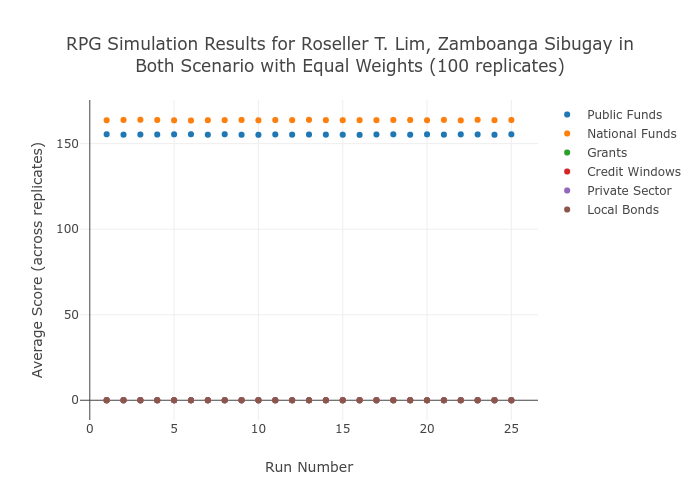 RPG Simulation Results for Roseller T. Lim, Zamboanga Sibugay in
Both Scenario with Equal Weights (100 replicates)
Average Score (across replicates)
150
100
50
0
0
5
10
15
20
25
Run Number
Public Funds
National Funds
Grants
Credit Windows
Private Sector
Local Bonds